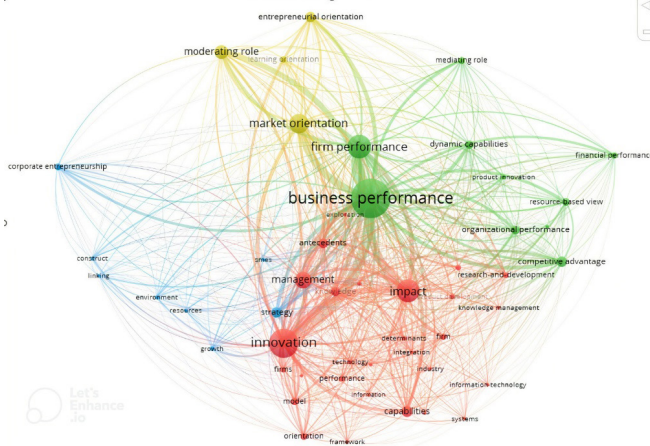 entrepreneurial orientation
moderating role
learning orientation
mediating role
market orientation
firm performance
dynamic capabilities
financial performance
corporate entrepreneurship
product innovation
business performance
resource-based view
exploration
organizational performance
antecedents
construct
smes
competitive advantage
linking
management
research-and-development
knowledge
impact
environment
resources
strategy
knowledge management
innovation
determinants
firm
growth
integration
technology
firms
industry
performance
information-technology
model
information
capabilities
systems
orientation
framework
Let's
Enhance
.io